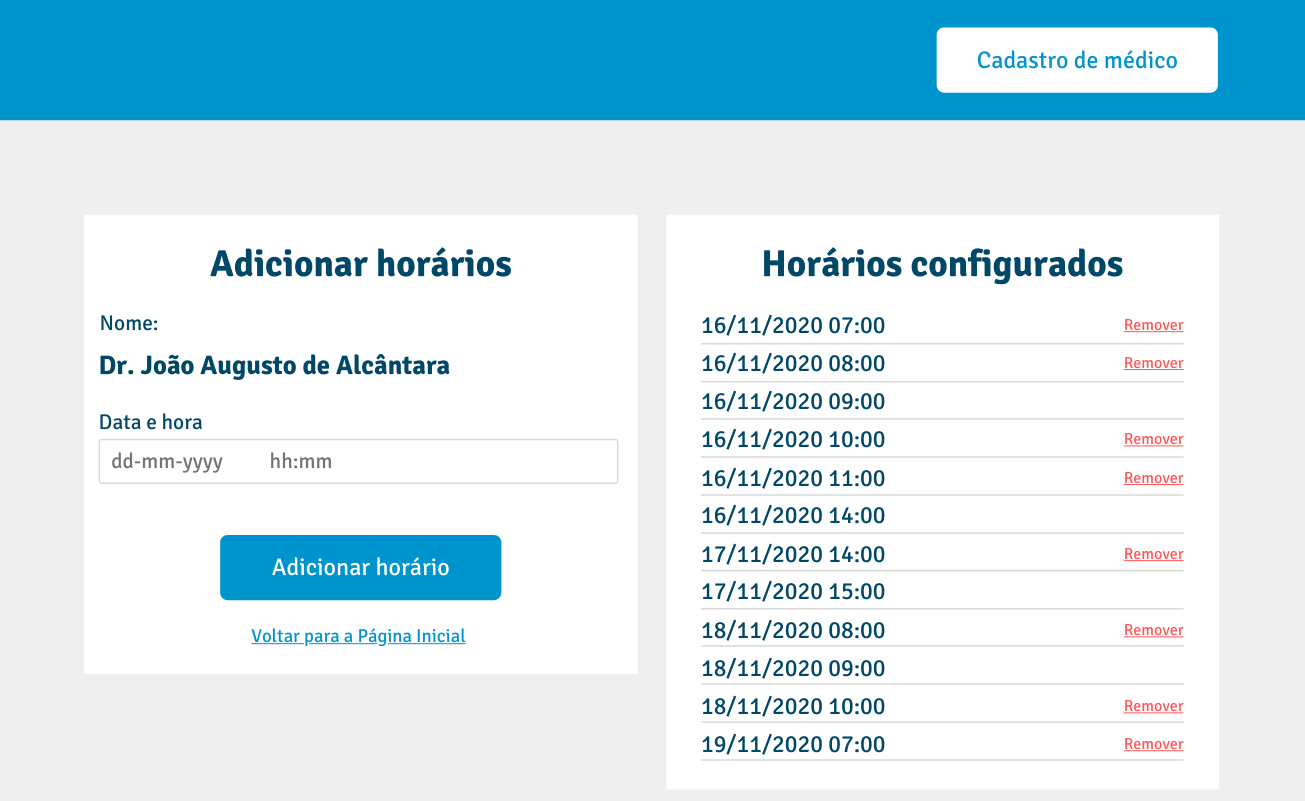 Cadastro de médico
Adicionar horários
Nome:
Dr. João Augusto de Alcântara
Data e hora
dd-mm-yyyy hh:mm
Adicionar horário
Voltar para a Página Inicial
Horários configurados
16/11/2020 07:00 Remover
16/11/2020 08:00 Remover
16/11/2020 09:00
16/11/2020 10:00 Remover
16/11/2020 11:00 Remover
16/11/2020 14:00
17/11/2020 14:00 Remover
17/11/2020 15:00
18/11/2020 08:00 Remover
18/11/2020 09:00
18/11/2020 10:00 Remover
19/11/2020 07:00 Remover